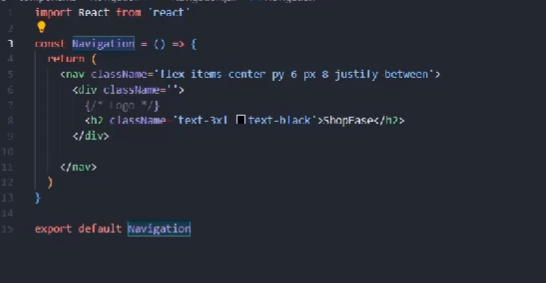 import React from 'react'
const Navigation = () => {
return (
<nav className='flex items-center py 6 px 8 justify between'>
<div className=''>
{/* Logo */}
<h2 className='text-3xl text-black'>ShopEase</h2>
</div>
</nav>
)
}
export default Navigation